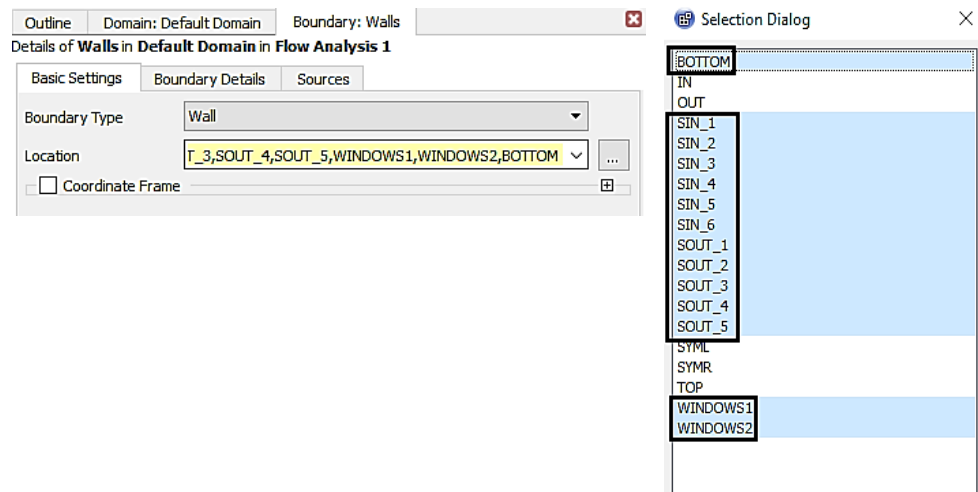 Outline Domain: Default Domain Boundary: Walls
Details of Walls in Default Domain in Flow Analysis 1
Basic Settings Boundary Details Sources
Boundary Type Wall
Location T_3,SOUT_4,SOUT_5,WINDOWS1,WINDOWS2,BOTTOM ...
Coordinate Frame
Selection Dialog
BOTTOM
IN
OUT
SIN_1
SIN_2
SIN_3
SIN_4
SIN_5
SIN_6
SOUT_1
SOUT_2
SOUT_3
SOUT_4
SOUT_5
SYML
SYMR
TOP
WINDOWS1
WINDOWS2